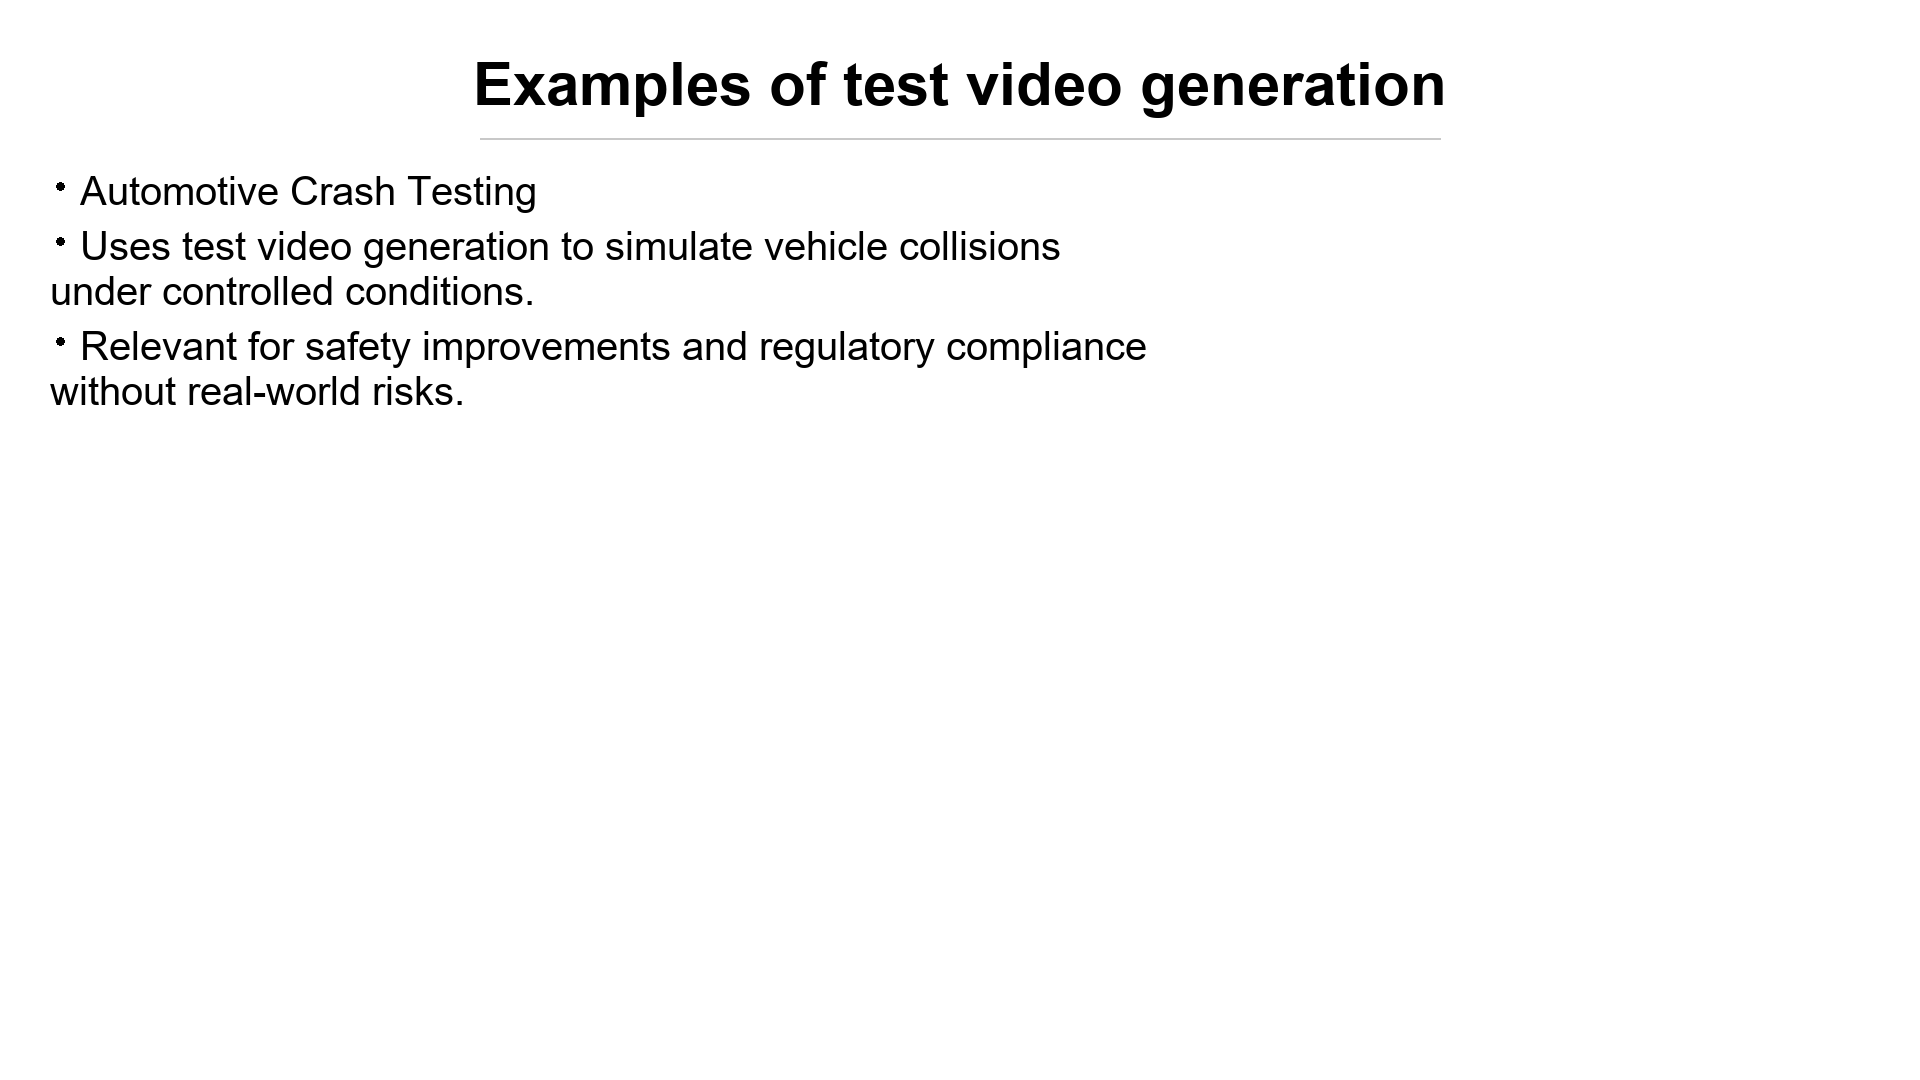 Examples of test video generation
• Automotive Crash Testing
• Uses test video generation to simulate vehicle collisions
under controlled conditions.
• Relevant for safety improvements and regulatory compliance
without real-world risks.